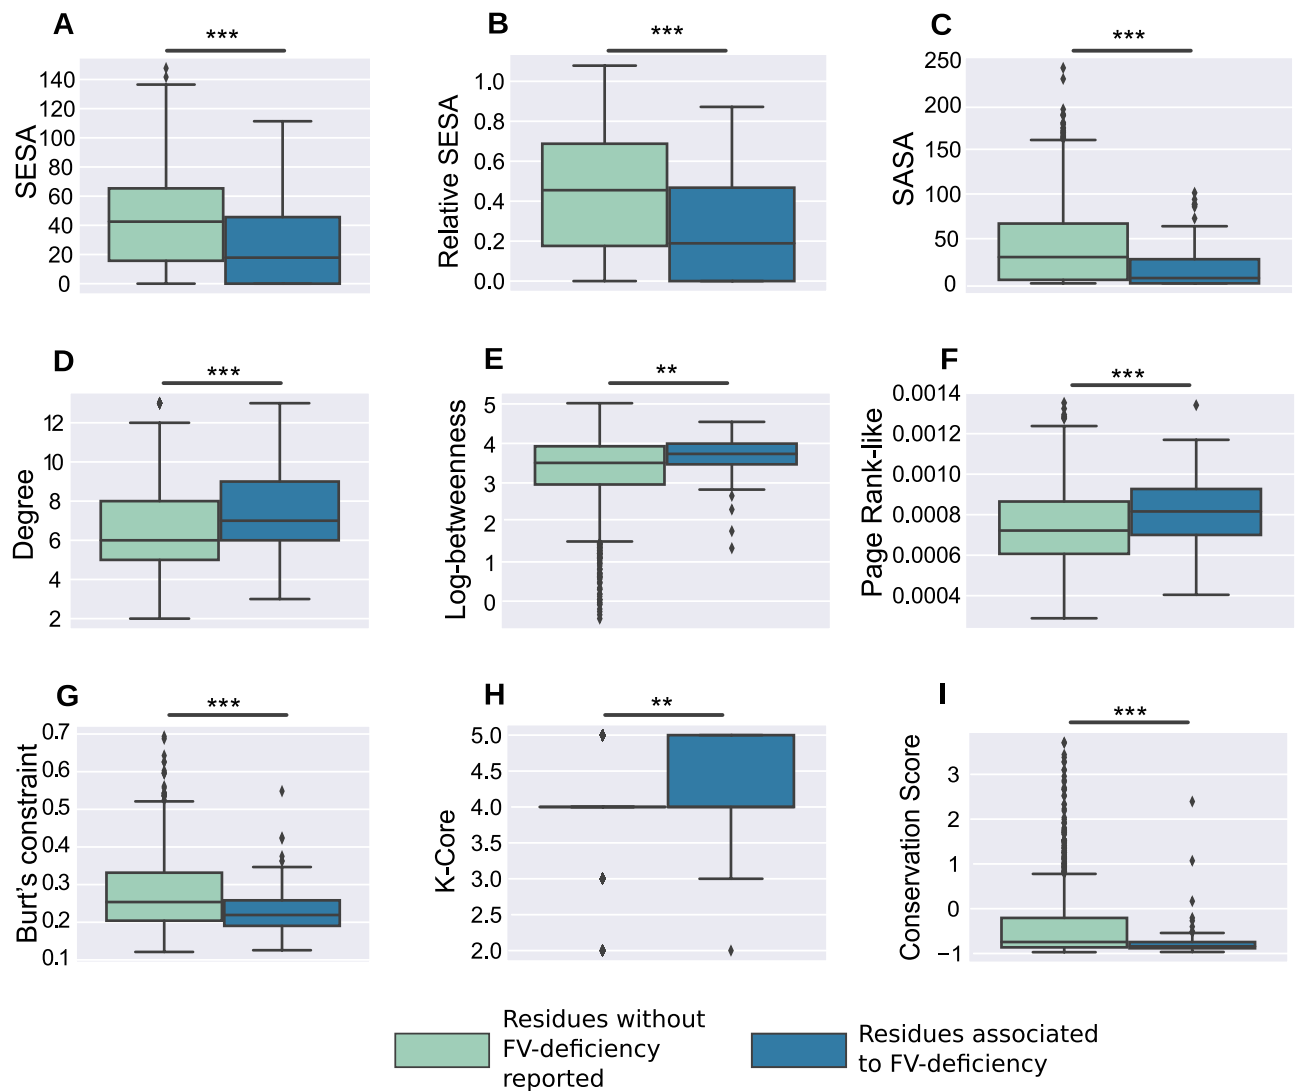 A
***
SESA
140
120
100
80
60
40
20
0
B
***
Relative SESA
1.0
0.8
0.6
0.4
0.2
0.0
C
***
SASA
250
200
150
100
50
0
D
***
Degree
12
10
8
6
4
2
E
**
Log-betweenness
5
4
3
2
1
0
F
***
Page Rank-like
0.0014
0.0012
0.0010
0.0008
0.0006
0.0004
G
***
Burt's constraint
0.7
0.6
0.5
0.4
0.3
0.2
0.1
H
**
K-Core
5.0
4.5
4.0
3.5
3.0
2.5
2.0
I
***
Conservation Score
3
2
1
0
−1
Residues without
FV-deficiency
reported
Residues associated
to FV-deficiency